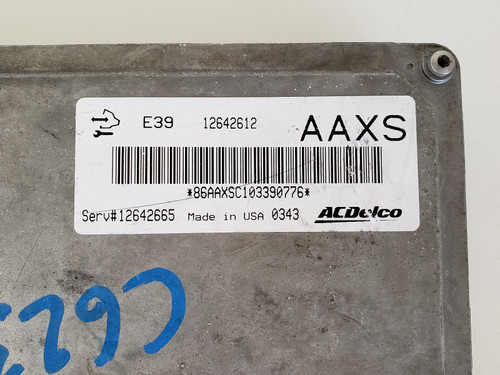 E39 12642612 AAXS
*86AAXSC103390776*
Serv#12642665 Made in USA 0343 ACDelco